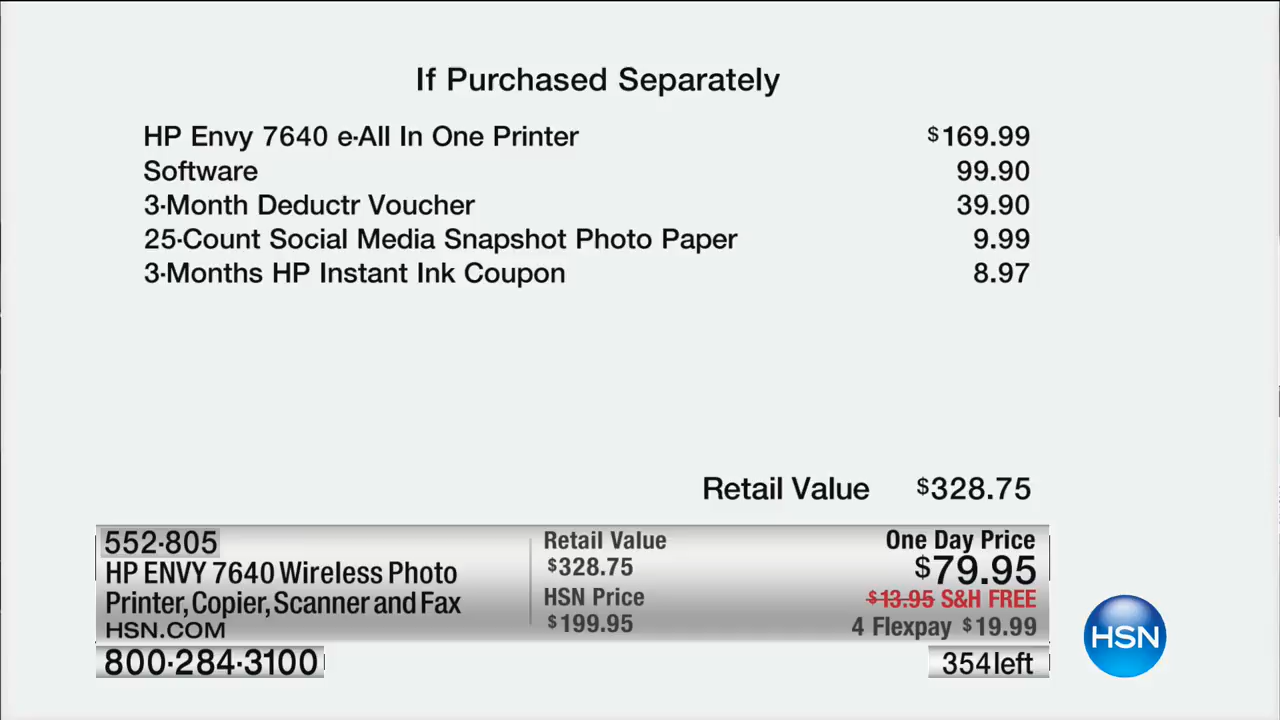 If Purchased Separately
HP Envy 7640 e-All In One Printer $169.99
Software 99.90
3-Month Deductr Voucher 39.90
25-Count Social Media Snapshot Photo Paper 9.99
3-Months HP Instant Ink Coupon 8.97
Retail Value $328.75
552-805
HP ENVY 7640 Wireless Photo
Printer, Copier, Scanner and Fax
HSN.COM
800-284-3100
Retail Value
$328.75
HSN Price
$199.95
One Day Price
$79.95
$13.95 S&H FREE
4 Flexpay $19.99
354 left
HSN